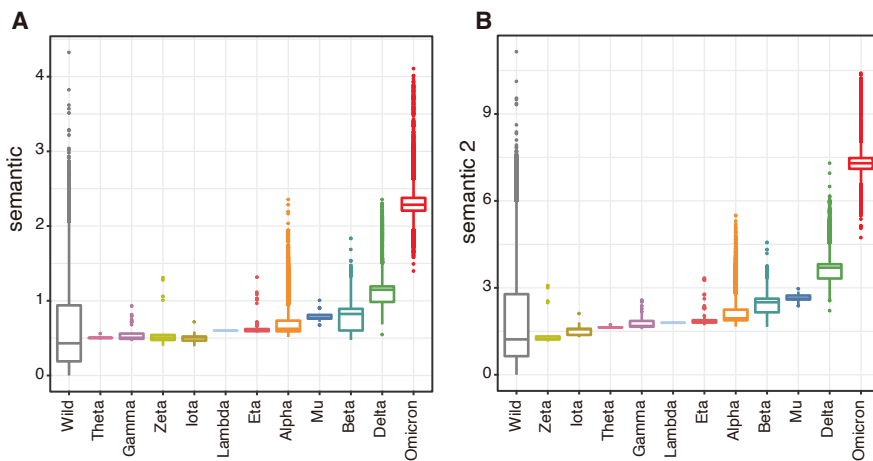 A
semantic
4
3
2
1
0
Wild
Theta
Gamma
Zeta
Iota
Lambda
Eta
Alpha
Mu
Beta
Delta
Omicron
B
semantic 2
9
6
3
0
Wild
Zeta
Iota
Theta
Gamma
Lambda
Eta
Alpha
Beta
Mu
Delta
Omicron